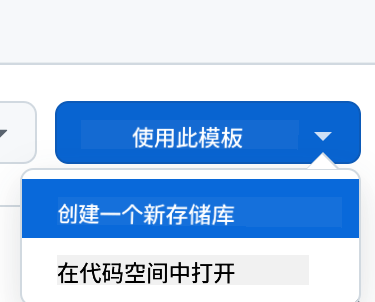 使用此模板
创建一个新存储库
在代码空间中打开